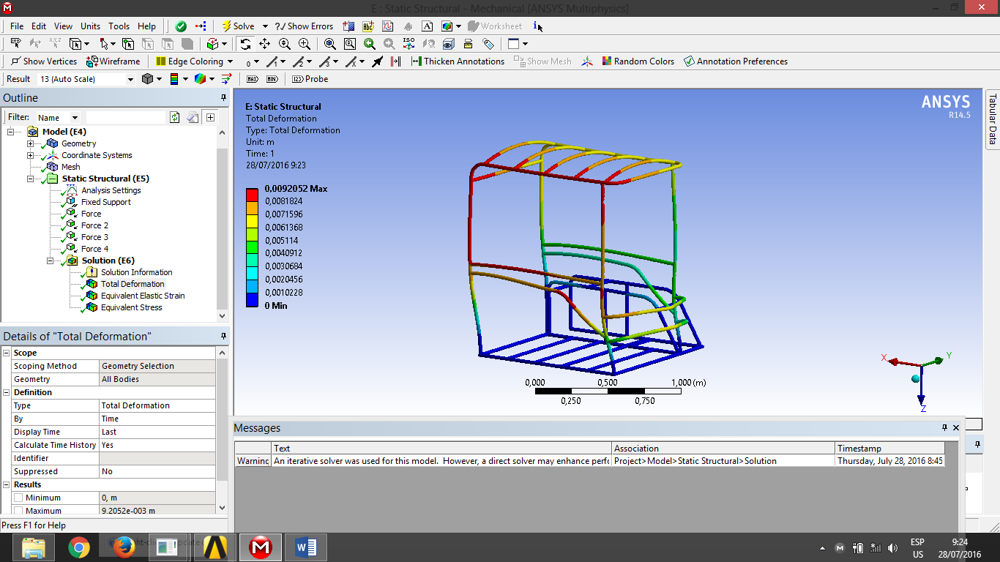 E : Static Structural - Mechanical [ANSYS Multiphysics]
File Edit View Units Tools Help Solve ?/ Show Errors Worksheet
Show Vertices Wireframe Edge Coloring Thicken Annotations Show Mesh Random Colors Annotation Preferences
Result 13 (Auto Scale) MAX MIN Probe
Outline
Filter: Name
Model (E4)
Geometry
Coordinate Systems
Mesh
Static Structural (E5)
Analysis Settings
Fixed Support
Force
Force 2
Force 3
Force 4
Solution (E6)
Solution Information
Total Deformation
Equivalent Elastic Strain
Equivalent Stress
Details of "Total Deformation"
Scope
Scoping Method Geometry Selection
Geometry All Bodies
Definition
Type Total Deformation
By Time
Display Time Last
Calculate Time History Yes
Identifier
Suppressed No
Results
Minimum 0, m
Maximum 9,2052e-003 m
Press F1 for Help
E: Static Structural
Total Deformation
Type: Total Deformation
Unit: m
Time: 1
28/07/2016 9:23
0,0092052 Max
0,0081824
0,0071596
0,0061368
0,005114
0,0040912
0,0030684
0,0020456
0,0010228
0 Min
ANSYS
R14.5
Tabular Data
0,000 0,500 1,000 (m)
0,250 0,750
X Y
Z
Messages
Text Association Timestamp
Warning An iterative solver was used for this model. However, a direct solver may enhance perfo Project>Model>Static Structural>Solution Thursday, July 28, 2016 8:45
ESP 9:24
US 28/07/2016